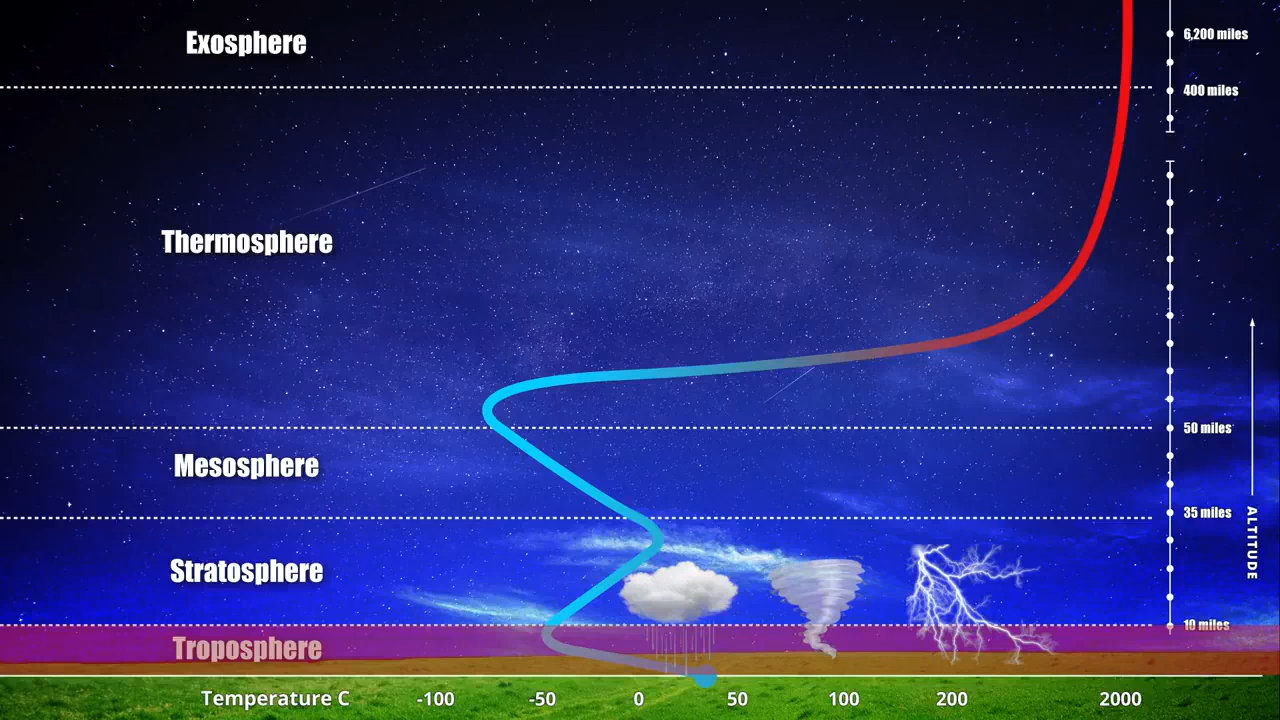 Exosphere
6,200 miles
400 miles
Thermosphere
50 miles
Mesosphere
35 miles
ALTITUDE
Stratosphere
10 miles
Troposphere
Temperature C -100 -50 0 50 100 200 2000